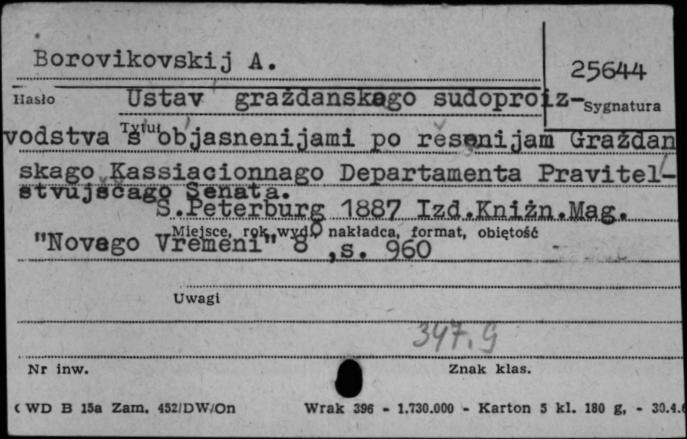 Borovikovskij A.
25644
Hasło
Sygnatura
Ustav graždanskago sudoproiz-
Tytuł
vodstva s objasnenijami po rěšenijam Graždan
skago Kassiacionnago Departamenta Pravitel-
stvujščago Senata.
S.Peterburg 1887 Izd.Knižn.Mag.
Miejsce, rok wyd. nakładca, format, objętość
"Novago Vremeni" 8° ,s. 960
Uwagi
347.9
Nr inw.
Znak klas.
WD B 15a Zam. 452/DW/On
Wrak 396 - 1.730.000 - Karton 5 kl. 180 g, - 30.4.